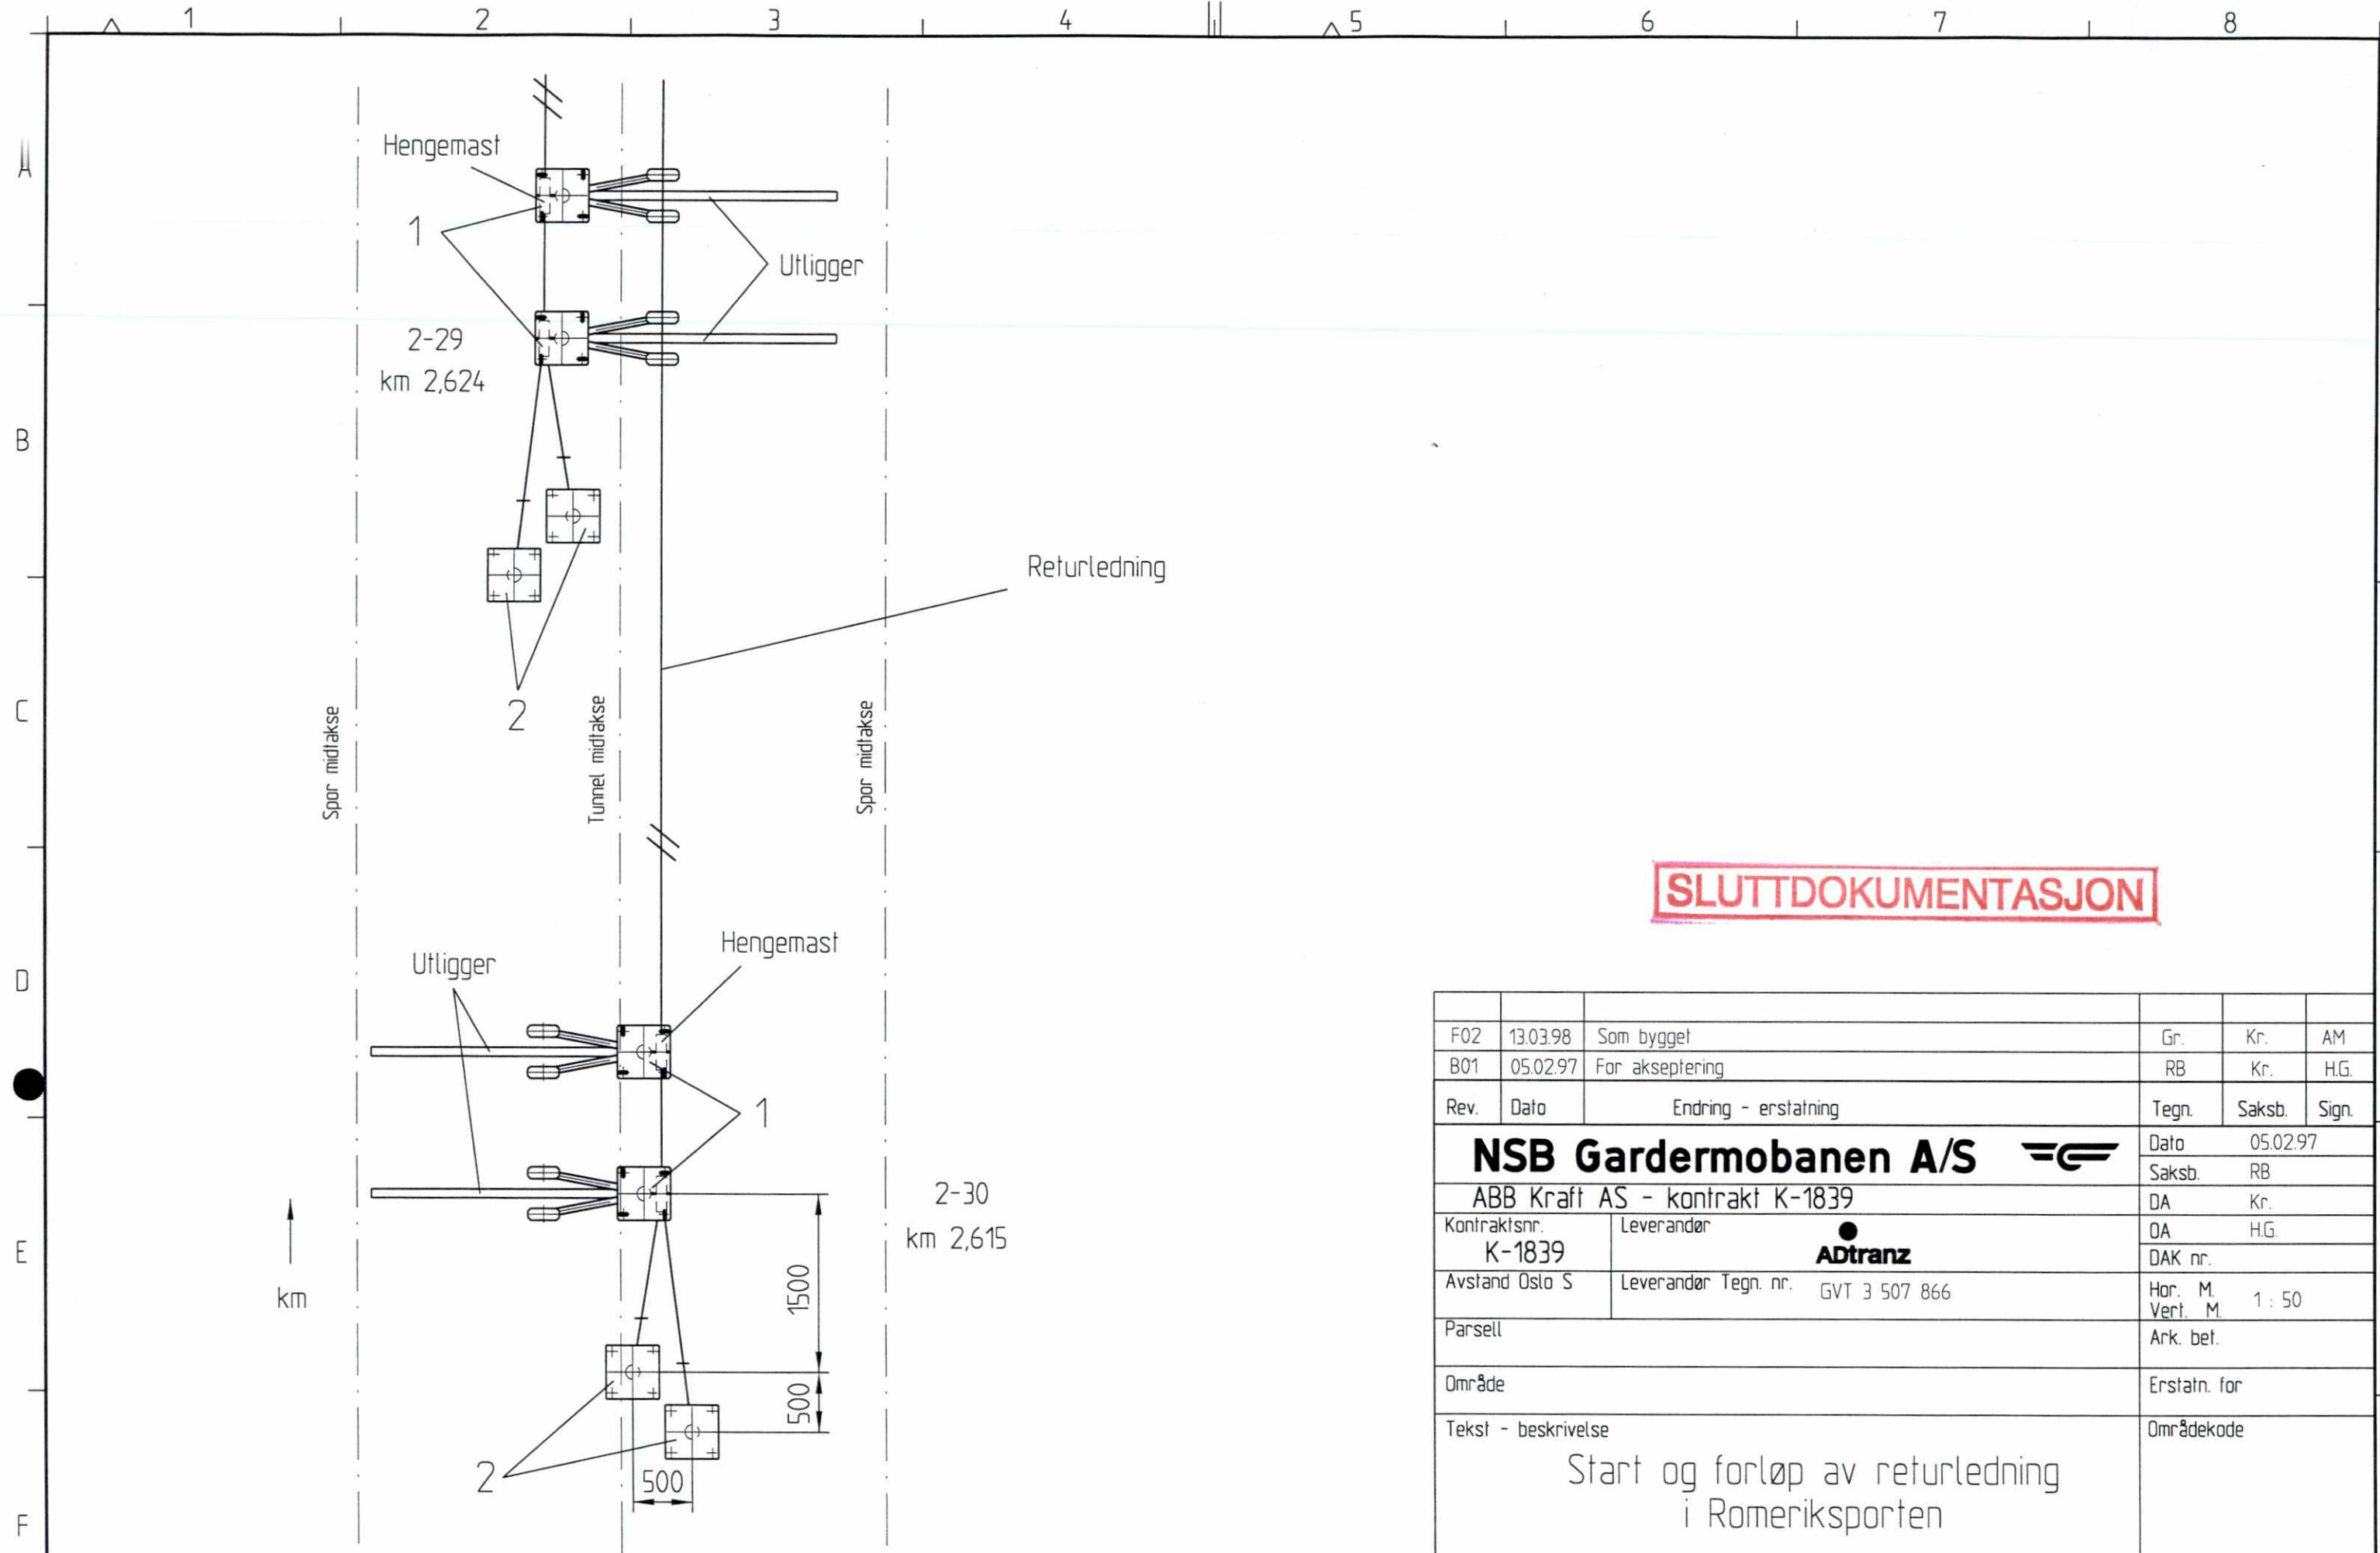 1 2 3 4 5 6 7 8
A
B
C
D
E
F
Hengemast
1
Utligger
2-29
km 2,624
Returledning
2
Spor midtakse
Tunnel midtakse
Spor midtakse
Hengemast
Utligger
1
2-30
km 2,615
km
1500
500
2
500
SLUTTDOKUMENTASJON
F02 13.03.98 Som bygget Gr. Kr. AM
B01 05.02.97 For akseptering RB Kr. H.G.
Rev. Dato Endring - erstatning Tegn. Saksb. Sign.
NSB Gardermobanen A/S
Dato 05.02.97
Saksb. RB
ABB Kraft AS - kontrakt K-1839
DA Kr.
Kontraktsnr.
K-1839
Leverandør
ADtranz
OA H.G.
DAK nr.
Avstand Oslo S
Leverandør Tegn. nr. GVT 3 507 866
Hor. M.
Vert. M. 1 : 50
Parsell
Ark. bet.
Område
Erstatn. for
Tekst - beskrivelse
Områdekode
Start og forløp av returledning
i Romeriksporten